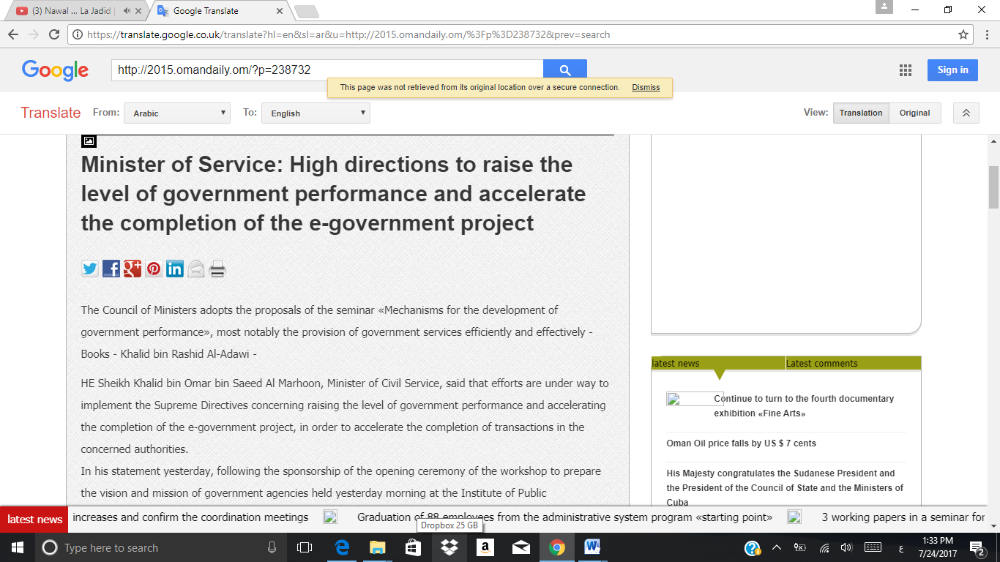 (3) Nawal ... La Jadid
Google Translate
https://translate.google.co.uk/translate?hl=en&sl=ar&u=http://2015.omandaily.om/%3Fp%3D238732&prev=search
Google
http://2015.omandaily.om/?p=238732
Sign in
This page was not retrieved from its original location over a secure connection. Dismiss
Translate From: Arabic To: English View: Translation Original
Minister of Service: High directions to raise the
level of government performance and accelerate
the completion of the e-government project
The Council of Ministers adopts the proposals of the seminar «Mechanisms for the development of
government performance», most notably the provision of government services efficiently and effectively -
Books - Khalid bin Rashid Al-Adawi -
HE Sheikh Khalid bin Omar bin Saeed Al Marhoon, Minister of Civil Service, said that efforts are under way to
implement the Supreme Directives concerning raising the level of government performance and accelerating
the completion of the e-government project, in order to accelerate the completion of transactions in the
concerned authorities.
In his statement yesterday, following the sponsorship of the opening ceremony of the workshop to prepare
the vision and mission of government agencies held yesterday morning at the Institute of Public
latest news Latest comments
Continue to turn to the fourth documentary
exhibition «Fine Arts»
Oman Oil price falls by US $ 7 cents
His Majesty congratulates the Sudanese President and
the President of the Council of State and the Ministers of
Cuba
latest news increases and confirm the coordination meetings Graduation of 88 employees from the administrative system program «starting point» 3 working papers in a seminar for
Dropbox 25 GB
Type here to search
ع
1:33 PM
7/24/2017
2